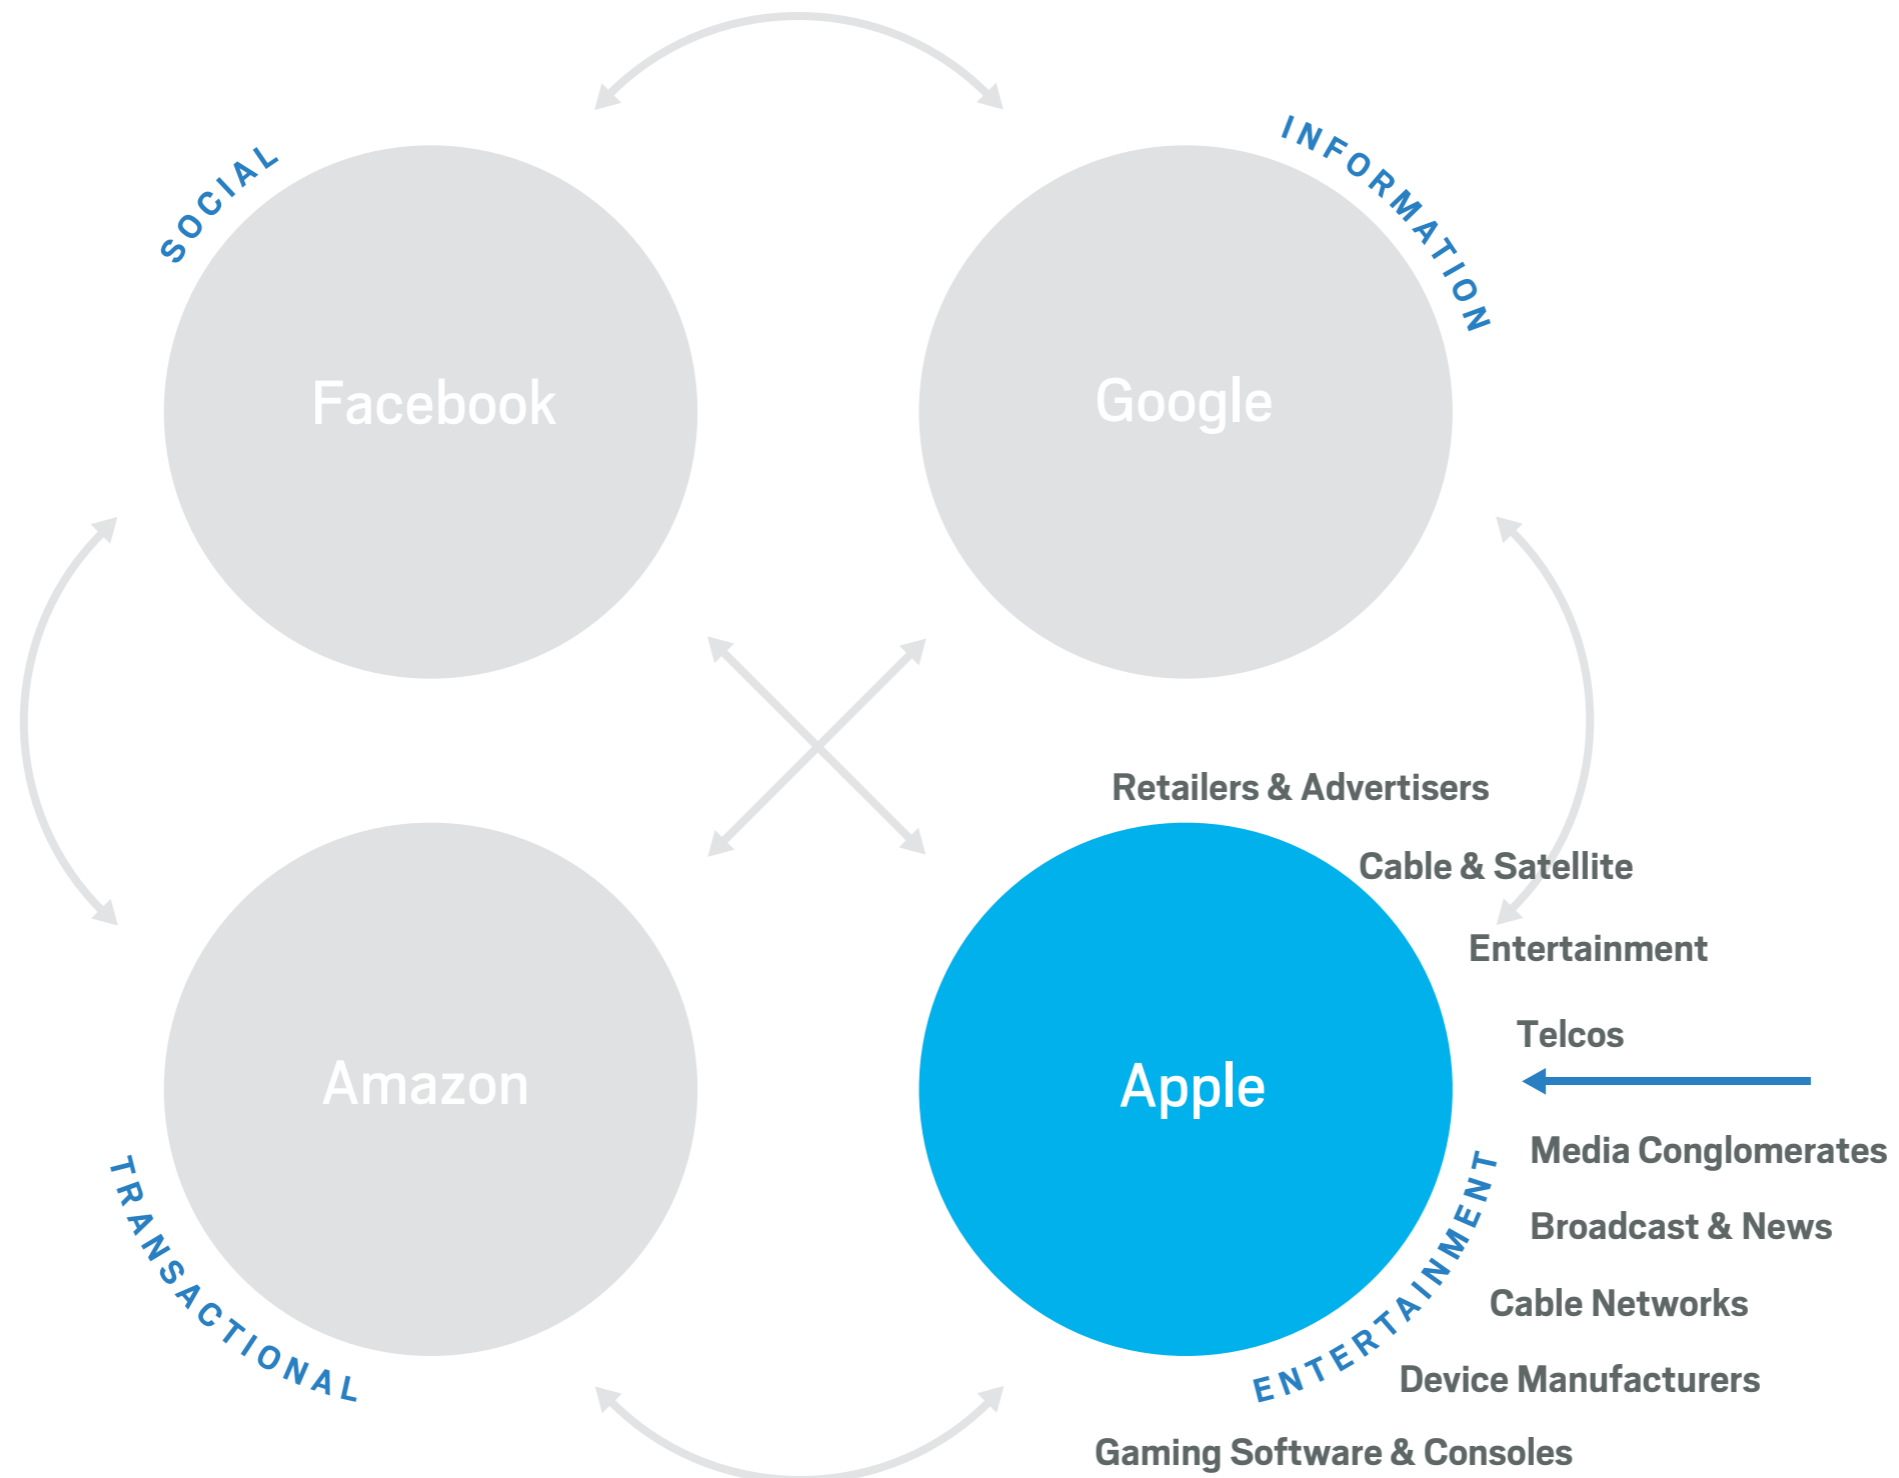 SOCIAL
INFORMATION
Facebook
Google
Retailers & Advertisers
Cable & Satellite
Entertainment
Telcos
Amazon
Apple
Media Conglomerates
Broadcast & News
Cable Networks
Device Manufacturers
Gaming Software & Consoles
TRANSACTIONAL
ENTERTAINMENT